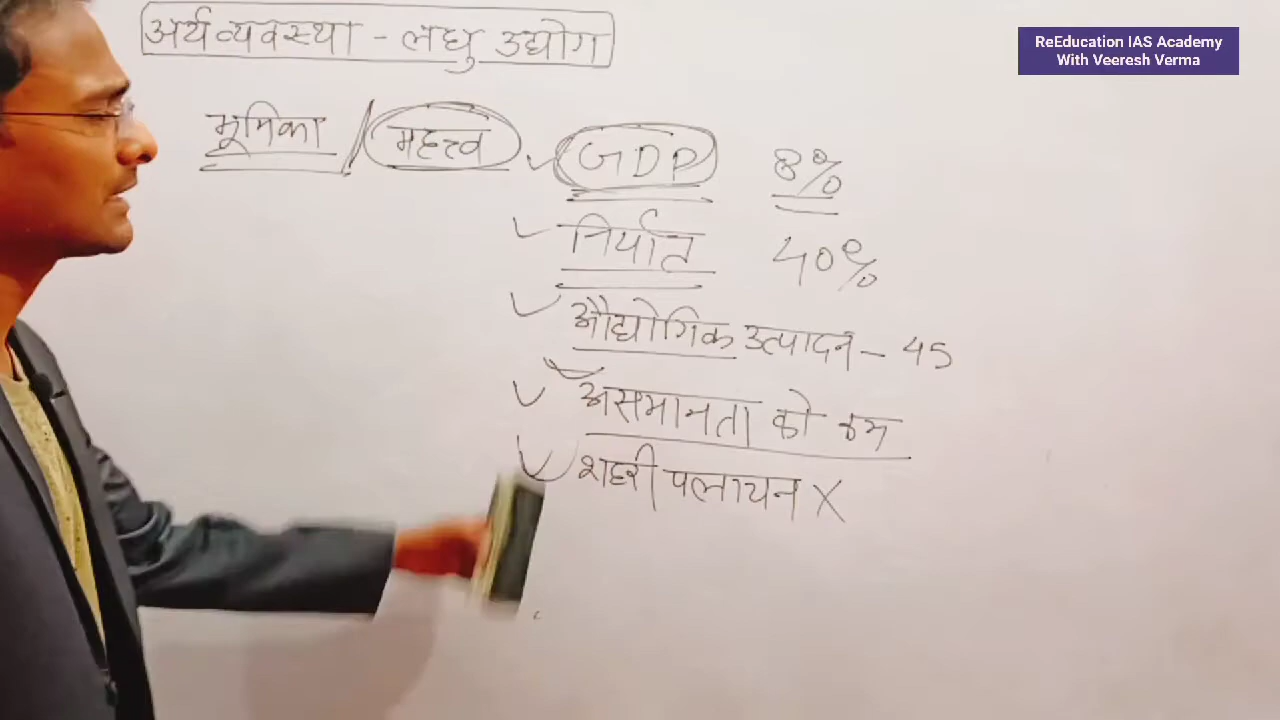 अर्थव्यवस्था - लघु उद्योग
ReEducation IAS Academy
With Veeresh Verma
भूमिका / महत्त्व
GDP 8%
निर्यात 40%
औद्योगिक उत्पादन - 45
असमानता को कम
शहरी पलायन X